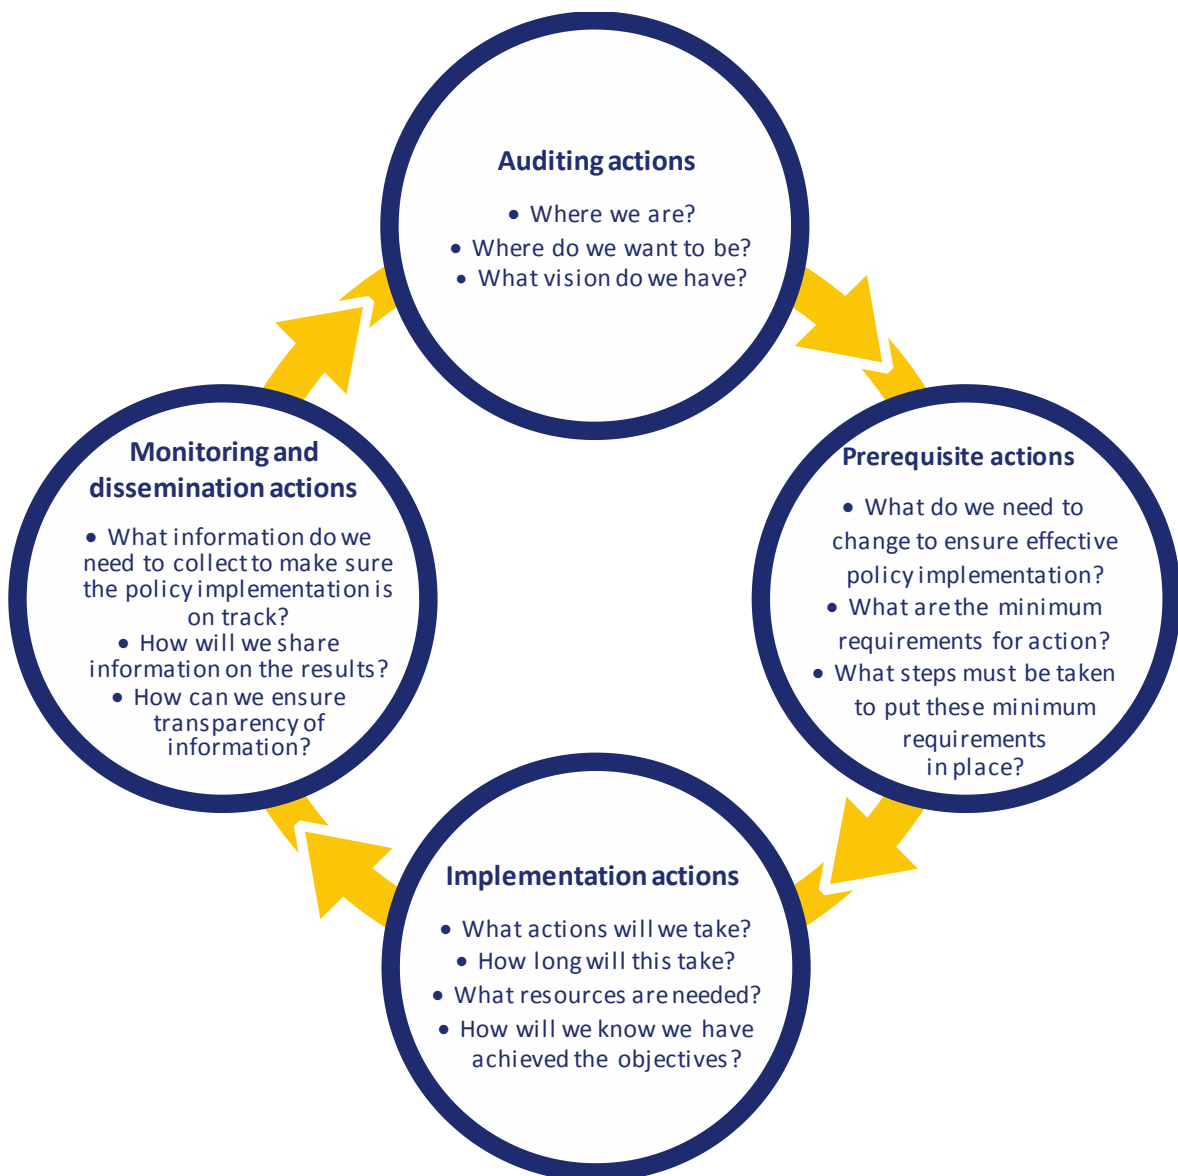 Auditing actions
• Where we are?
• Where do we want to be?
• What vision do we have?
Prerequisite actions
• What do we need to
change to ensure effective
policy implementation?
• What are the minimum
requirements for action?
• What steps must be taken
to put these minimum
requirements
in place?
Implementation actions
• What actions will we take?
• How long will this take?
• What resources are needed?
• How will we know we have
achieved the objectives?
Monitoring and
dissemination actions
• What information do we
need to collect to make sure
the policy implementation is
on track?
• How will we share
information on the results?
• How can we ensure
transparency of
information?